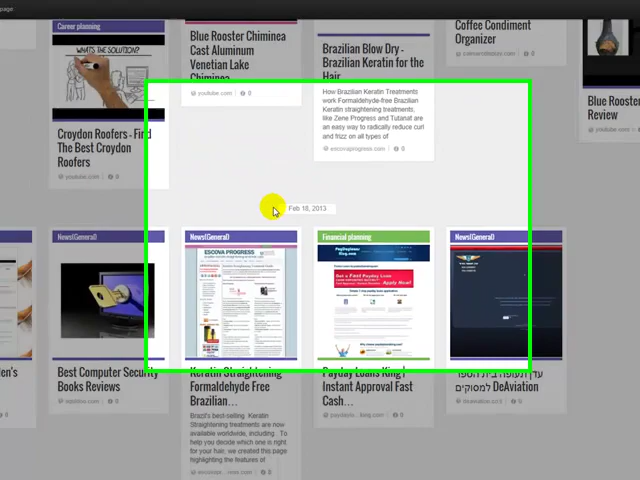 page
Career planning
WHAT'S THE SOLUTION?
Croydon Roofers - Find
The Best Croydon
Roofers
youtube.com 0
Blue Rooster Chiminea
Cast Aluminum
Venetian Lake
Chiminea
youtube.com 0
Brazilian Blow Dry -
Brazilian Keratin for the
Hair
How Brazilian Keratin Treatments
work Formaldehyde-free Brazilian
Keratin straightening treatments.
like Zene Progress and Tutanat are
an easy way to radically reduce curl
and frizz on all types of
escovaprogress.com 0
Coffee Condiment
Organizer
0
Blue Rooster
Review
youtube.com
Feb 18, 2013
News(General)
Best Computer Security
Books Reviews
0
News(General)
ESCOVA PROGRESS
Keratin Straightening
Formaldehyde Free
Brazilian...
Brazil's best-selling Keratin
Straightening treatments are now
available worldwide, including. To
help you decide which one is right
for your hair, we created this page
highlighting the features of
0
Financial planning
Get a Fast Payday
Loan
Apply Now!
Payday Loans King |
Instant Approval Fast
Cash...
0
News(General)
עדן תעופה בית הספר
למסוקים DeAviation
0
en's
0